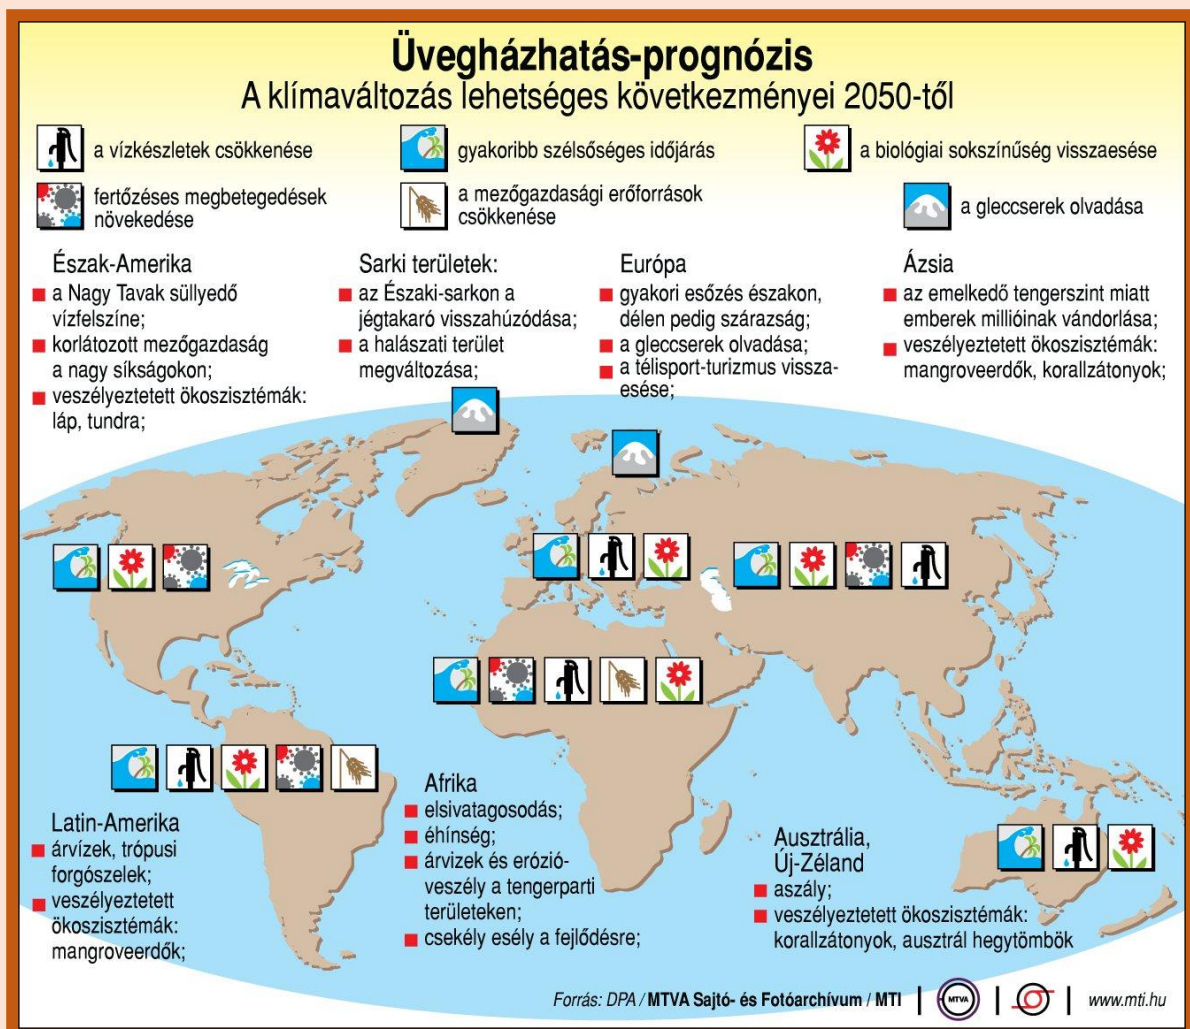 Üvegházhatás-prognózis
A klímaváltozás lehetséges következményei 2050-től
a vízkészletek csökkenése
gyakoribb szélsőséges időjárás
a biológiai sokszínűség visszaesése
fertőzéses megbetegedések
növekedése
a mezőgazdasági erőforrások
csökkenése
a gleccserek olvadása
Észak-Amerika
a Nagy Tavak süllyedő
vízfelszíne;
korlátozott mezőgazdaság
a nagy síkságokon;
veszélyeztetett ökoszisztémák:
láp, tundra;
Sarki területek:
az Északi-sarkon a
jégtakaró visszahúzódása;
a halászati terület
megváltozása;
Európa
gyakori esőzés északon,
délen pedig szárazság;
a gleccserek olvadása;
a télisport-turizmus vissza-
esése;
Ázsia
az emelkedő tengerszint miatt
emberek millióinak vándorlása;
veszélyeztetett ökoszisztémák:
mangroveerdők, korallzátonyok;
Latin-Amerika
árvízek, trópusi
forgószelek;
veszélyeztetett
ökoszisztémák:
mangroveerdők;
Afrika
elsivatagosodás;
éhínség;
árvizek és erózió-
veszély a tengerparti
területeken;
csekély esély a fejlődésre;
Ausztrália,
Új-Zéland
aszály;
veszélyeztetett ökoszisztémák:
korallzátonyok, ausztrál hegytömbök
Forrás: DPA / MTVA Sajtó- és Fotóarchívum / MTI | MTVA | | www.mti.hu